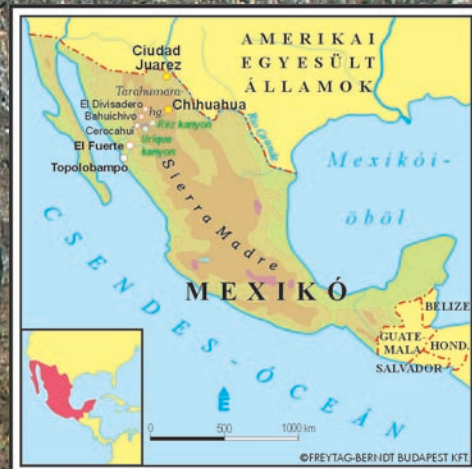 Ciudad
Juarez
AMERIKAI
EGYESÜLT
ÁLLAMOK
Tarahumara-
hg
El Divisadero
Bahuichivo
Cerocahui
Chihuahua
Réz kanyon
Urique
kanyon
El Fuerte
Topolobampo
Rio Grande
Sierra Madre
Mexikói-
öböl
CSENDES-ÓCEÁN
MEXIKÓ
BELIZE
GUATE-
MALA
HOND.
SALVADOR
É
0 500 1000 km
©FREYTAG-BERNDT BUDAPEST KFT.